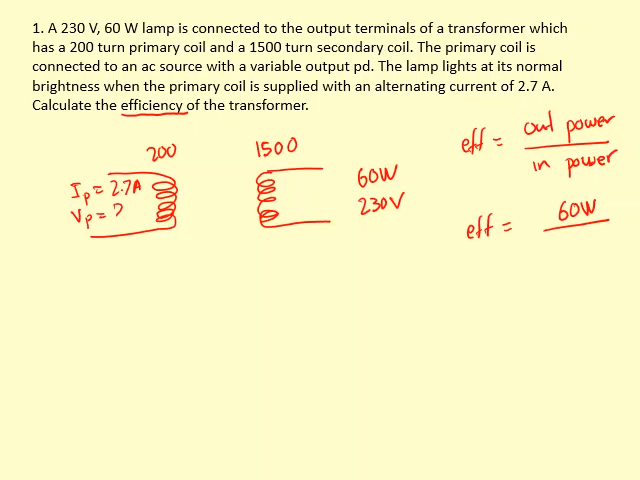 1. A 230 V, 60 W lamp is connected to the output terminals of a transformer which
has a 200 turn primary coil and a 1500 turn secondary coil. The primary coil is
connected to an ac source with a variable output pd. The lamp lights at its normal
brightness when the primary coil is supplied with an alternating current of 2.7 A.
Calculate the efficiency of the transformer.
eff = out power
in power
200
1500
Ip = 2.7A
Vp = ?
60W
230V
eff = 60W